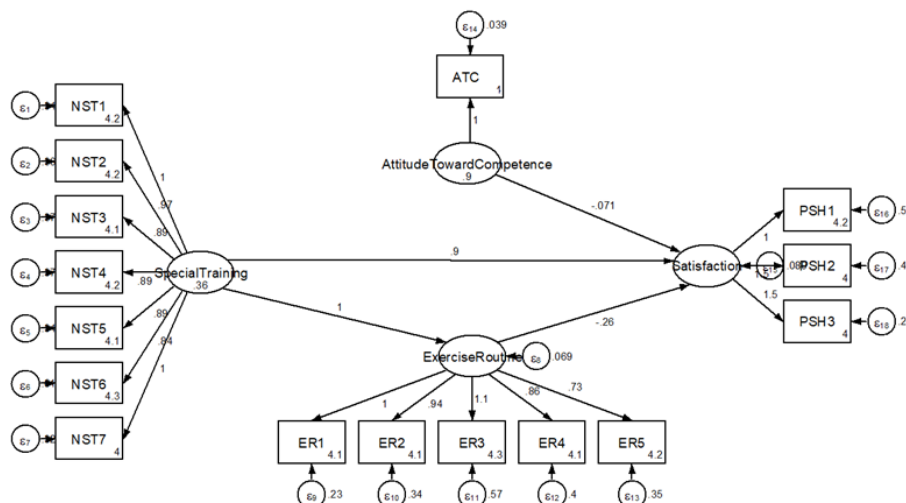 ε14 .039
ATC
1
1
AttitudeTowardCompetence
.9
-.071
ε1
NST1
4.2
1
ε2
NST2
4.2
.97
ε3
NST3
4.1
.89
ε4
NST4
4.2
.89
ε5
NST5
4.1
.89
ε6
NST6
4.3
.84
ε7
NST7
4
1
SpecialTraining
.36
.9
1
Satisfaction
-.26
PSH1
4.2
1
ε16 .5
PSH2
4
1.5
ε17 .4
PSH3
4
1.5
ε18 .2
ExerciseRoutine
ε8 .069
1
.94
1.1
.86
.73
ER1
4.1
ER2
4.1
ER3
4.3
ER4
4.1
ER5
4.2
ε9 .23
ε10 .34
ε11 .57
ε12 .4
ε13 .35